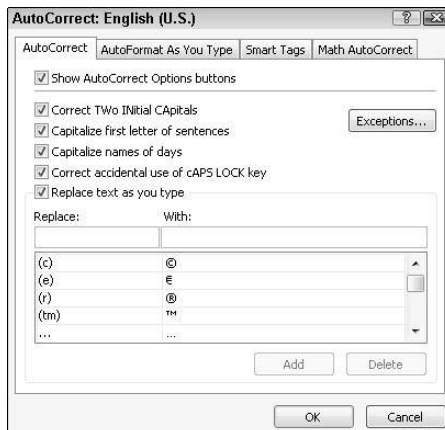 AutoCorrect: English (U.S.)
AutoCorrect AutoFormat As You Type Smart Tags Math AutoCorrect
Show AutoCorrect Options buttons
Correct TWo INitial CApitals
Exceptions...
Capitalize first letter of sentences
Capitalize names of days
Correct accidental use of cAPS LOCK key
Replace text as you type
Replace: With:
(c) ©
(e) €
(r) ®
(tm) ™
... ...
Add Delete
OK Cancel